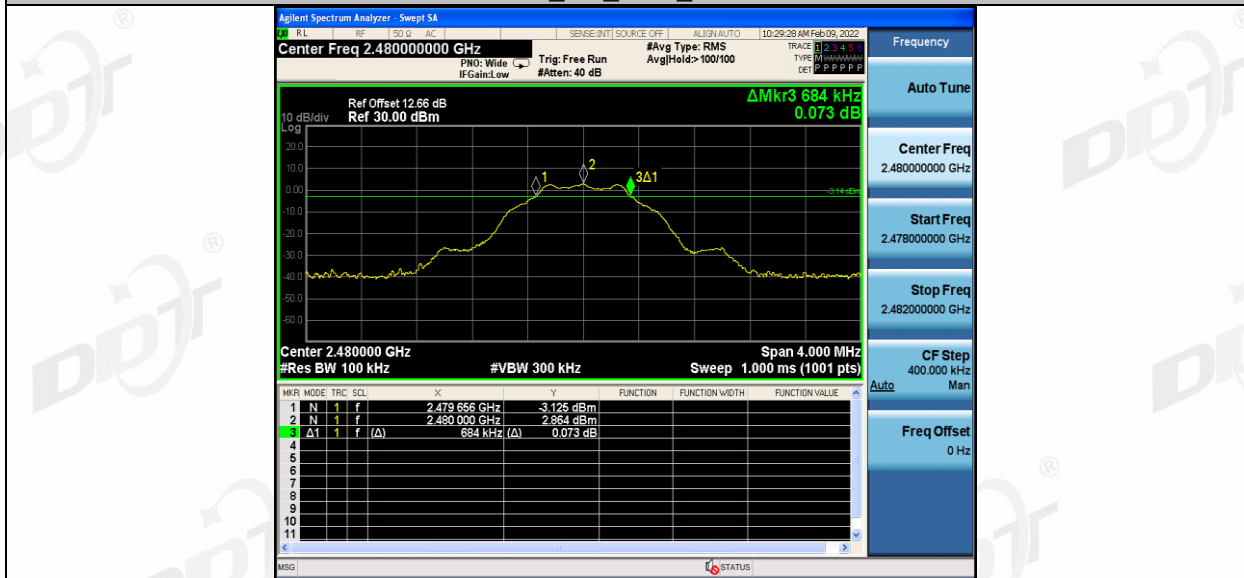 Agilent Spectrum Analyzer - Swept SA
RL RF 50 Ω AC SENSE:INT SOURCE OFF ALIGN AUTO 10:29:28 AM Feb 09, 2022
Center Freq 2.480000000 GHz
PNO: Wide
IFGain:Low
Trig: Free Run
#Atten: 40 dB
#Avg Type: RMS
Avg|Hold:>100/100
TRACE 1 2 3 4 5 6
TYPE M W W W W W
DET P P P P P P
ΔMkr3 684 kHz
0.073 dB
Ref Offset 12.66 dB
10 dB/div Ref 30.00 dBm
Log
20.0
10.0
0.00
-10.0
-20.0
-30.0
-40.0
-50.0
-60.0
1
2
3Δ1
-3.14 dBm
Center 2.480000 GHz Span 4.000 MHz
#Res BW 100 kHz #VBW 300 kHz Sweep 1.000 ms (1001 pts)
MKR MODE TRC SCL X Y FUNCTION FUNCTION WIDTH FUNCTION VALUE
1 N 1 f 2.479 656 GHz -3.125 dBm
2 N 1 f 2.480 000 GHz 2.864 dBm
3 Δ1 1 f (Δ) 684 kHz (Δ) 0.073 dB
4
5
6
7
8
9
10
11
MSG STATUS
Frequency
Auto Tune
Center Freq
2.480000000 GHz
Start Freq
2.478000000 GHz
Stop Freq
2.482000000 GHz
CF Step
400.000 kHz
Auto Man
Freq Offset
0 Hz
DDT
®
DDT
DDT
®
DDT
®